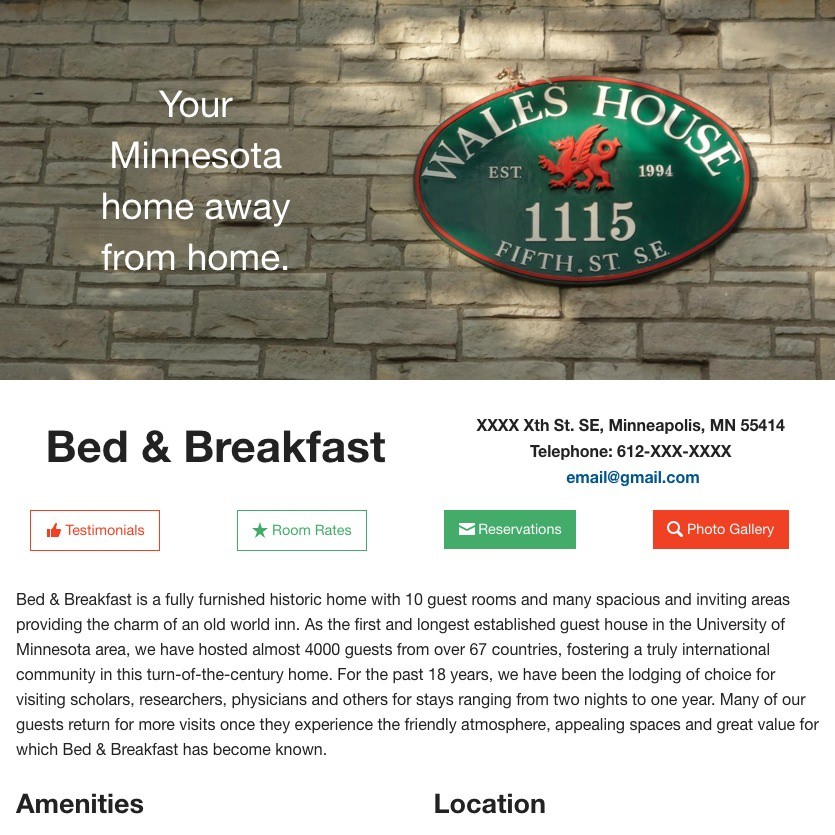 Your
Minnesota
home away
from home.
WALES HOUSE
EST. 1994
1115
FIFTH. ST. S.E.
Bed & Breakfast
XXXX Xth St. SE, Minneapolis, MN 55414
Telephone: 612-XXX-XXXX
email@gmail.com
Testimonials
Room Rates
Reservations
Photo Gallery
Bed & Breakfast is a fully furnished historic home with 10 guest rooms and many spacious and inviting areas
providing the charm of an old world inn. As the first and longest established guest house in the University of
Minnesota area, we have hosted almost 4000 guests from over 67 countries, fostering a truly international
community in this turn-of-the-century home. For the past 18 years, we have been the lodging of choice for
visiting scholars, researchers, physicians and others for stays ranging from two nights to one year. Many of our
guests return for more visits once they experience the friendly atmosphere, appealing spaces and great value for
which Bed & Breakfast has become known.
Amenities
Location